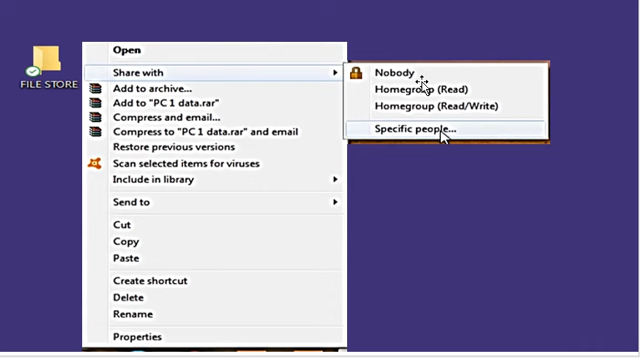 FILE STORE
Open
Share with
Add to archive...
Add to "PC 1 data.rar"
Compress and email...
Compress to "PC 1 data.rar" and email
Restore previous versions
Scan selected items for viruses
Include in library
Send to
Cut
Copy
Paste
Create shortcut
Delete
Rename
Properties
Nobody
Homegroup (Read)
Homegroup (Read/Write)
Specific people...